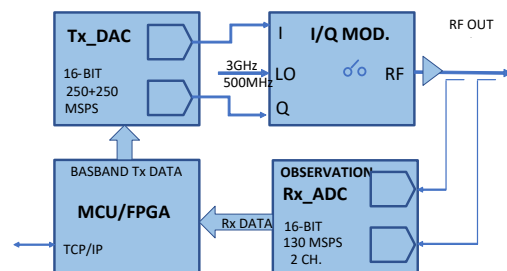 Tx_DAC
16-BIT
250+250
MSPS
I
I/Q MOD.
3GHz
500MHz
LO
RF
Q
RF OUT
BASBAND Tx DATA
MCU/FPGA
TCP/IP
Rx DATA
OBSERVATION
Rx_ADC
16-BIT
130 MSPS
2 CH.